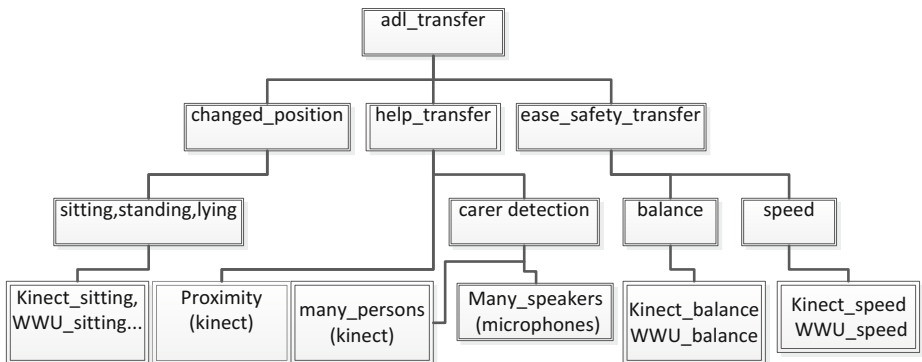 adl_transfer
changed_position
help_transfer
ease_safety_transfer
sitting,standing,lying
carer detection
balance
speed
Kinect_sitting,
WWU_sitting...
Proximity
(kinect)
many_persons
(kinect)
Many_speakers
(microphones)
Kinect_balance
WWU_balance
Kinect_speed
WWU_speed